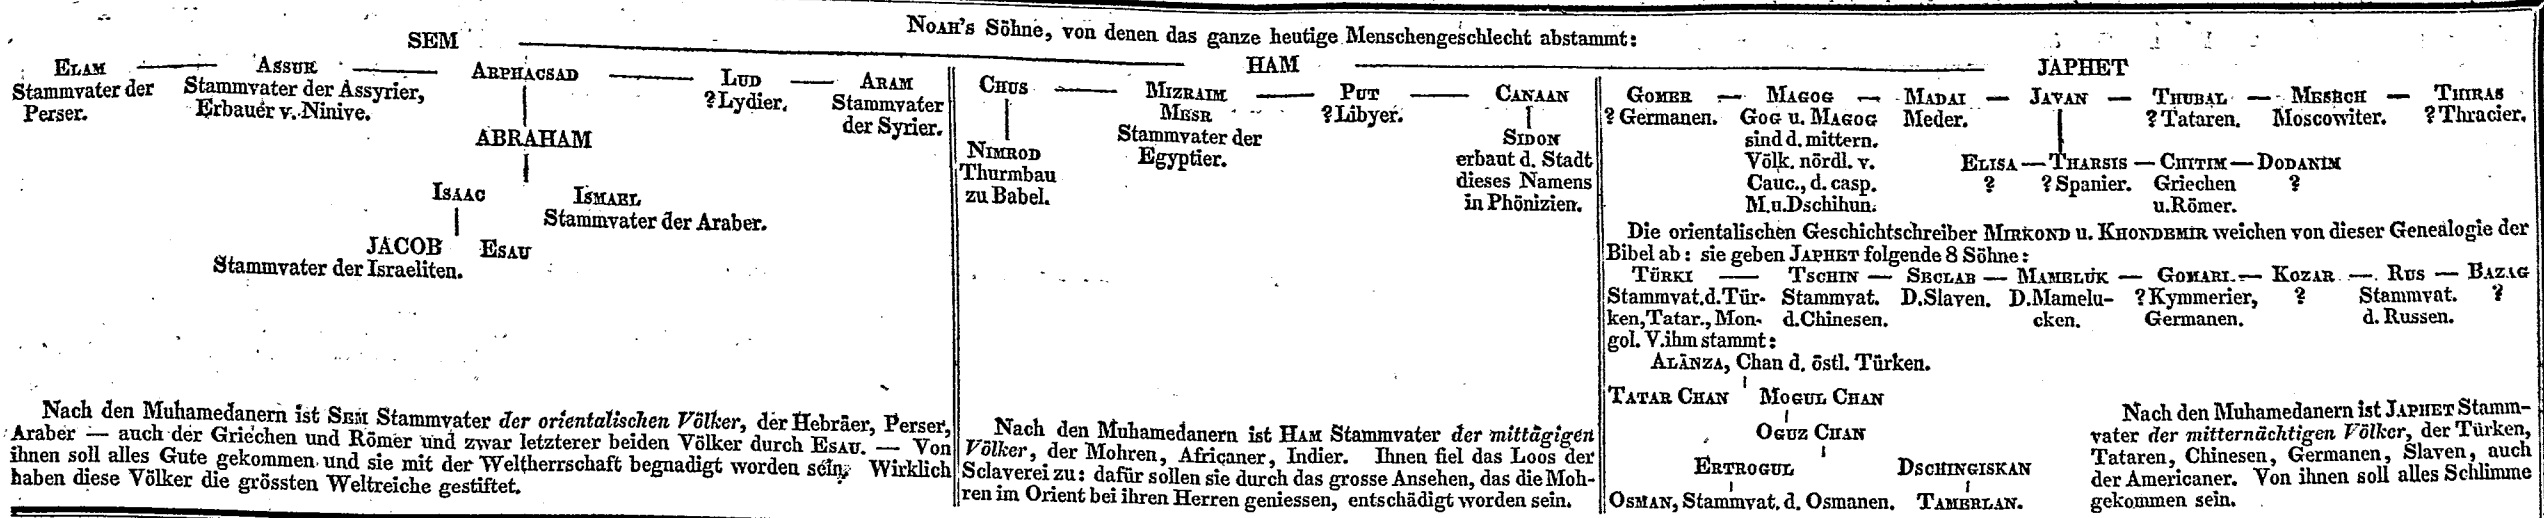 NOAH's Söhne, von denen das ganze heutige Menschengeschlecht abstammt:
SEM
HAM
JAPHET
ELAM — ASSUR — ARPHACSAD — LUD — ARAM
Stammvater der
Perser.
Stammvater der Assyrier,
Erbauer v. Ninive.
?Lydier.
Stammvater
der Syrier.
ABRAHAM
ISAAC
ISMAEL
Stammvater der Araber.
JACOB
ESAU
Stammvater der Israeliten.
Nach den Muhamedanern ist SEM Stammvater der orientalischen Völker, der Hebräer, Perser,
Araber — auch der Griechen und Römer und zwar letzterer beiden Völker durch ESAU. — Von
ihnen soll alles Gute gekommen und sie mit der Weltherrschaft begnadigt worden sein. Wirklich
haben diese Völker die grössten Weltreiche gestiftet.
CHUS — MIZRAIM — PUT — CANAAN
MESR
Stammvater der
Egyptier.
?Libyer.
NIMROD
Thurmbau
zu Babel.
SIDON
erbaut d. Stadt
dieses Namens
in Phönizien.
Nach den Muhamedanern ist HAM Stammvater der mittägigen
Völker, der Mohren, Africaner, Indier. Ihnen fiel das Loos der
Sclaverei zu: dafür sollen sie durch das grosse Ansehen, das die Moh-
ren im Orient bei ihren Herren geniessen, entschädigt worden sein.
GOMER — MAGOG — MADAI — JAVAN — THUBAL — MESECH — THIRAS
?Germanen.
GOG u. MAGOG
sind d. mittern.
Völk. nördl. v.
Cauc., d. casp.
M.u.Dschihun.
Meder.
?Tataren.
Moscowiter.
?Thracier.
ELISA — THARSIS — CHITIM — DODANIM
?
?Spanier.
Griechen
u.Römer.
?
Die orientalischen Geschichtschreiber MIRKOND u. KHONDEMIR weichen von dieser Genealogie der
Bibel ab: sie geben JAPHET folgende 8 Söhne:
TÜRKI — TSCHIN — SECLAB — MAMELUK — GOMARI — KOZAR — RUS — BAZAG
Stammvat.d.Tür-
ken,Tatar., Mon-
gol. V.ihm stammt:
Stammvat.
d.Chinesen.
D.Slaven.
D.Mamelu-
cken.
?Kymmerier,
Germanen.
?
Stammvat.
d. Russen.
?
ALÄNZA, Chan d. östl. Türken.
TATAR CHAN
MOGUL CHAN
OGUZ CHAN
ERTROGUL
DSCHINGISKAN
OSMAN, Stammvat. d. Osmanen.
TAMERLAN.
Nach den Muhamedanern ist JAPHET Stamm-
vater der mitternächtigen Völker, der Türken,
Tataren, Chinesen, Germanen, Slaven, auch
der Americaner. Von ihnen soll alles Schlimme
gekommen sein.